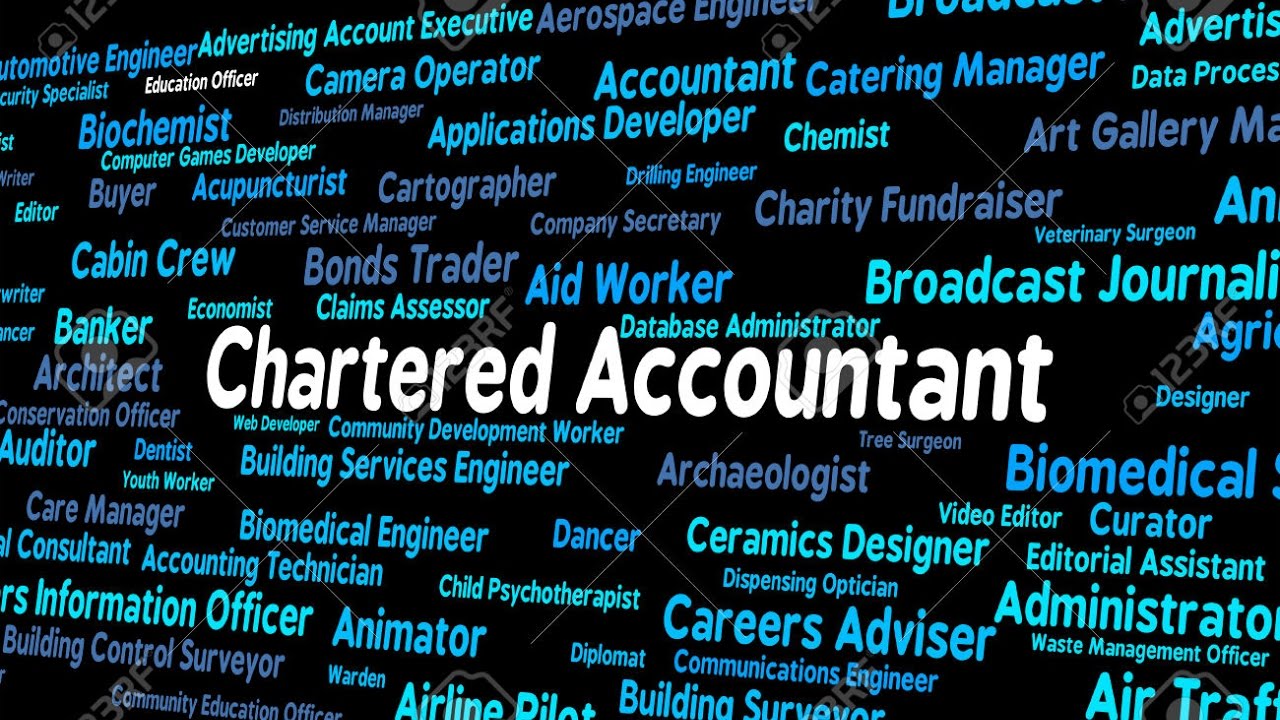 Advertising Account Executive
Aerospace Engineer
Broadcast
Advertis
utomotive Engineer
Education Officer
Camera Operator
Accountant
Catering Manager
Data Proces
curity Specialist
Distribution Manager
Biochemist
Applications Developer
Chemist
Art Gallery Ma
Computer Games Developer
Writer
Buyer
Acupuncturist
Cartographer
Drilling Engineer
Charity Fundraiser
An
Editor
Customer Service Manager
Company Secretary
Veterinary Surgeon
Cabin Crew
Bonds Trader
Aid Worker
Broadcast Journali
writer
Economist
Claims Assessor
Database Administrator
Agric
ancer
Banker
Chartered Accountant
Architect
Designer
Conservation Officer
Web Developer
Community Development Worker
Tree Surgeon
Auditor
Dentist
Building Services Engineer
Archaeologist
Biomedical S
Youth Worker
Care Manager
Biomedical Engineer
Dancer
Ceramics Designer
Video Editor
Curator
al Consultant
Accounting Technician
Child Psychotherapist
Dispensing Optician
Editorial Assistant
rs Information Officer
Animator
Careers Adviser
Administrato
Building Control Surveyor
Warden
Diplomat
Communications Engineer
Waste Management Officer
Community Education Officer
Airline Pilot
Building Surveyor
Air Traff
123RF